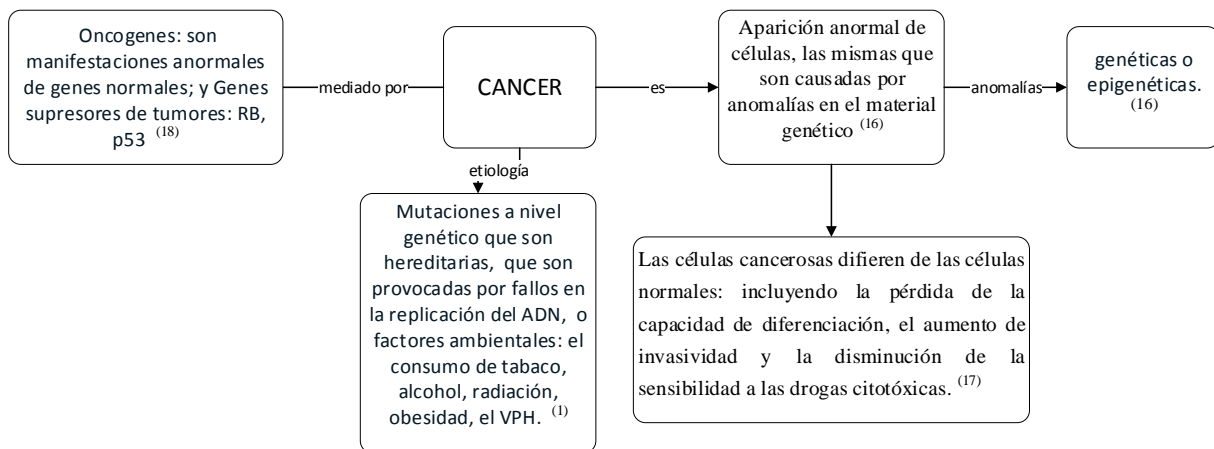 Oncogenes: son
manifestaciones anormales
de genes normales; y Genes
supresores de tumores: RB,
p53 (18)
mediado por
CANCER
es
Aparición anormal de
células, las mismas que
son causadas por
anomalías en el material
genético (16)
anomalías
genéticas o
epigenéticas.
(16)
etiología
Mutaciones a nivel
genético que son
hereditarias, que son
provocadas por fallos en
la replicación del ADN, o
factores ambientales: el
consumo de tabaco,
alcohol, radiación,
obesidad, el VPH. (1)
Las células cancerosas difieren de las células
normales: incluyendo la pérdida de la
capacidad de diferenciación, el aumento de
invasividad y la disminución de la
sensibilidad a las drogas citotóxicas. (17)